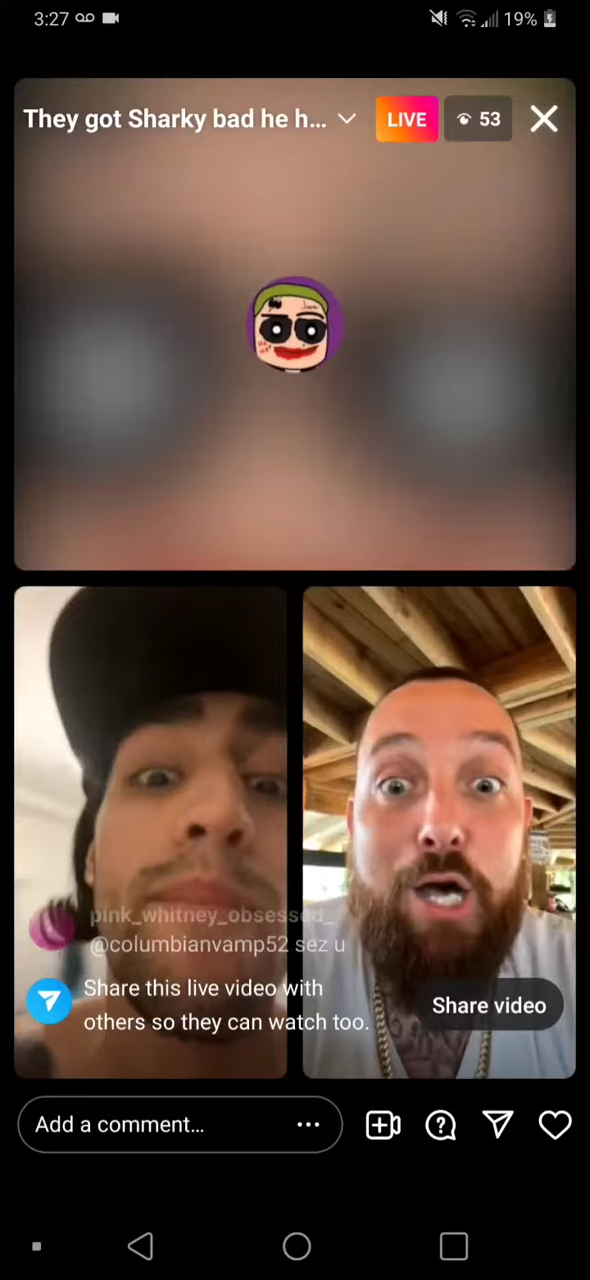 3:27
19%
They got Sharky bad he h...
LIVE
53
pink_whitney_obsessed_
@columbianvamp52 sez u
Share this live video with
others so they can watch too.
Share video
Add a comment...